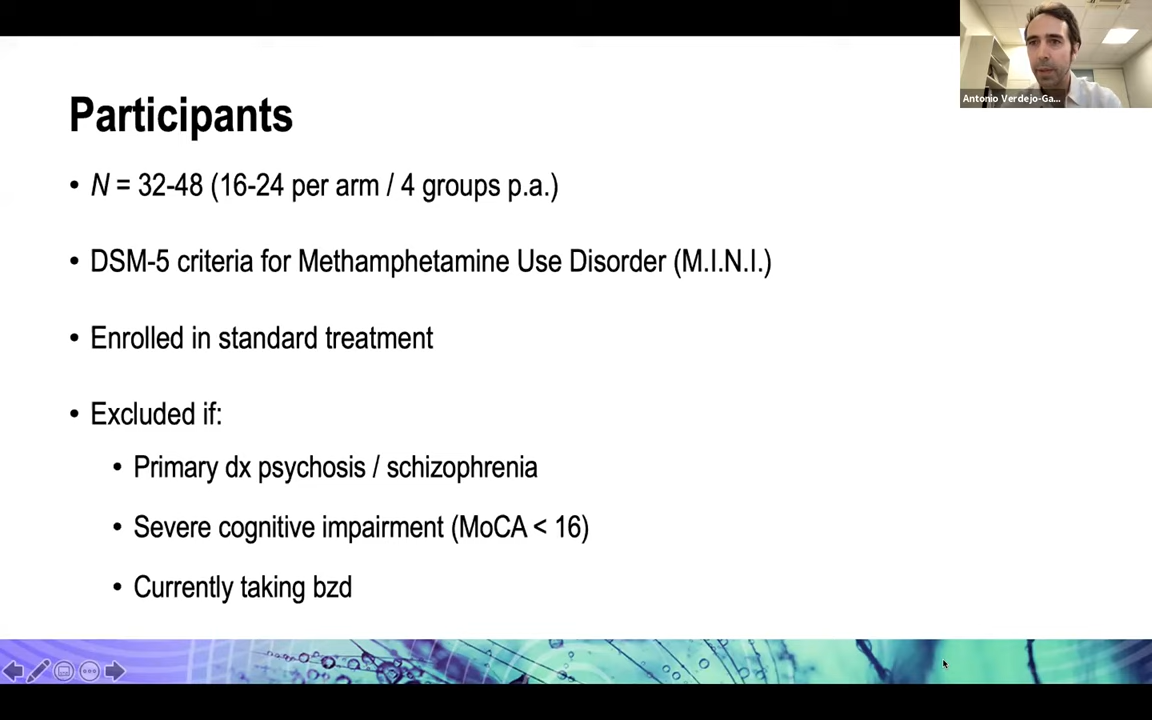 Participants
• N = 32-48 (16-24 per arm / 4 groups p.a.)
• DSM-5 criteria for Methamphetamine Use Disorder (M.I.N.I.)
• Enrolled in standard treatment
• Excluded if:
• Primary dx psychosis / schizophrenia
• Severe cognitive impairment (MoCA < 16)
• Currently taking bzd
Antonio Verdejo-Ga...